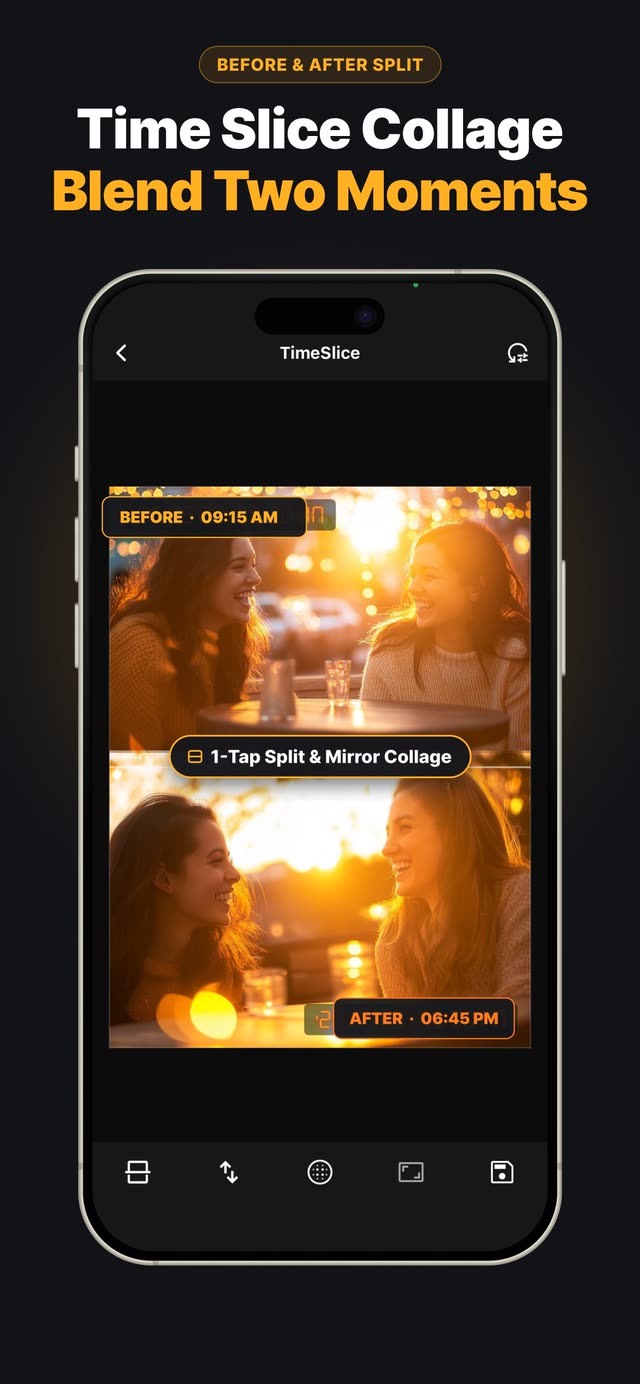 BEFORE & AFTER SPLIT
Time Slice Collage
Blend Two Moments
TimeSlice
BEFORE · 09:15 AM
1-Tap Split & Mirror Collage
AFTER · 06:45 PM